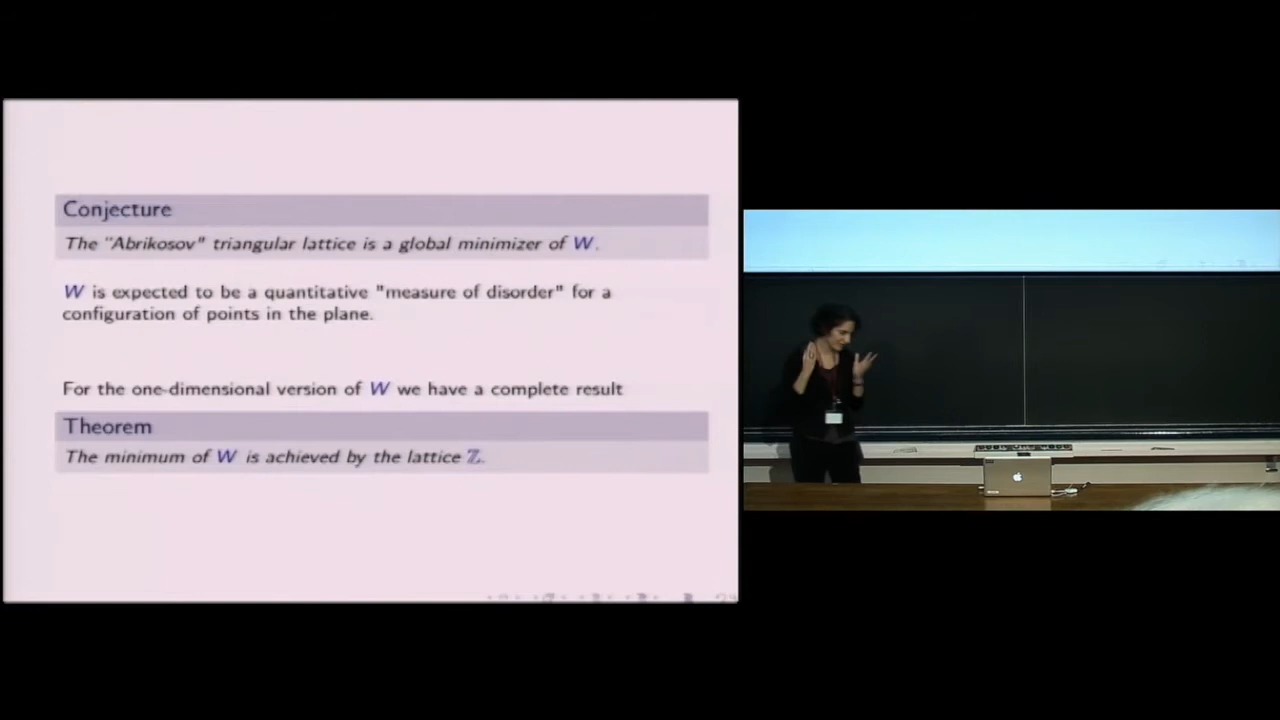 Conjecture
The "Abrikosov" triangular lattice is a global minimizer of W.
W is expected to be a quantitative "measure of disorder" for a
configuration of points in the plane.
For the one-dimensional version of W we have a complete result
Theorem
The minimum of W is achieved by the lattice ℤ.